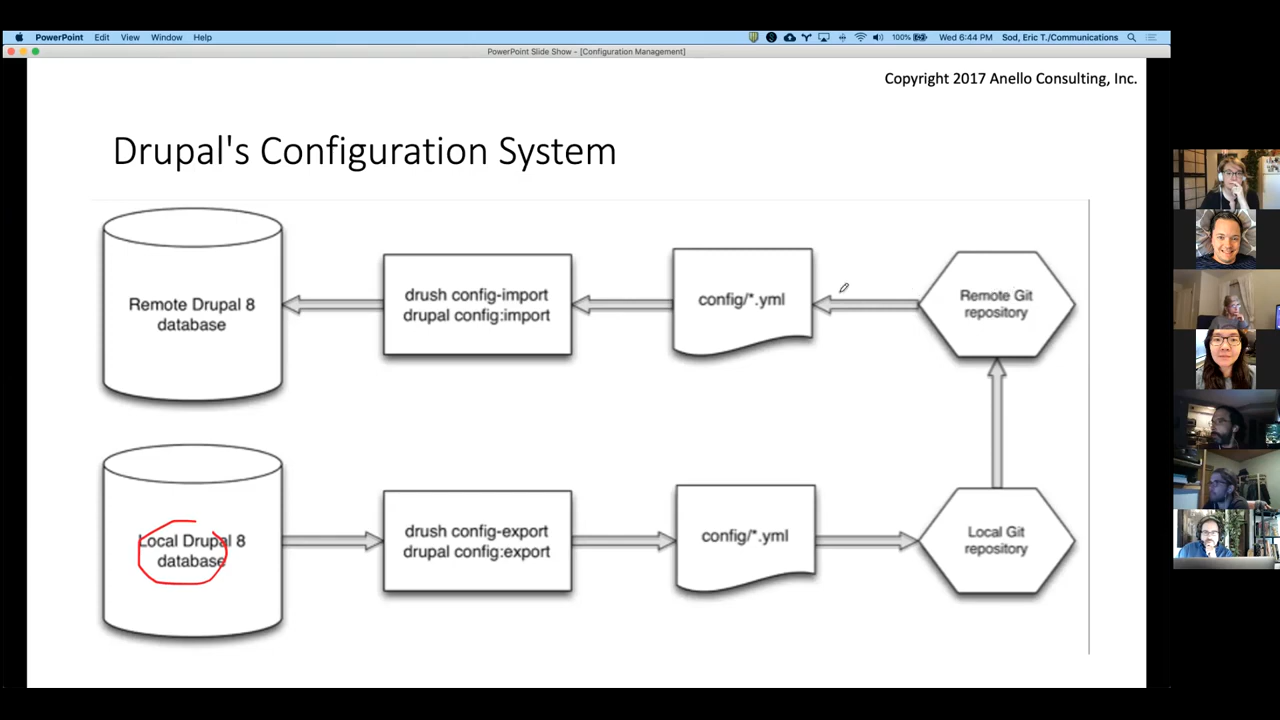 PowerPoint Edit View Window Help
100% Wed 6:44 PM Sod, Eric T./Communications
PowerPoint Slide Show - [Configuration Management]
Copyright 2017 Anello Consulting, Inc.
Drupal's Configuration System
Remote Drupal 8
database
drush config-import
drupal config:import
config/*.yml
Remote Git
repository
Local Drupal 8
database
drush config-export
drupal config:export
config/*.yml
Local Git
repository